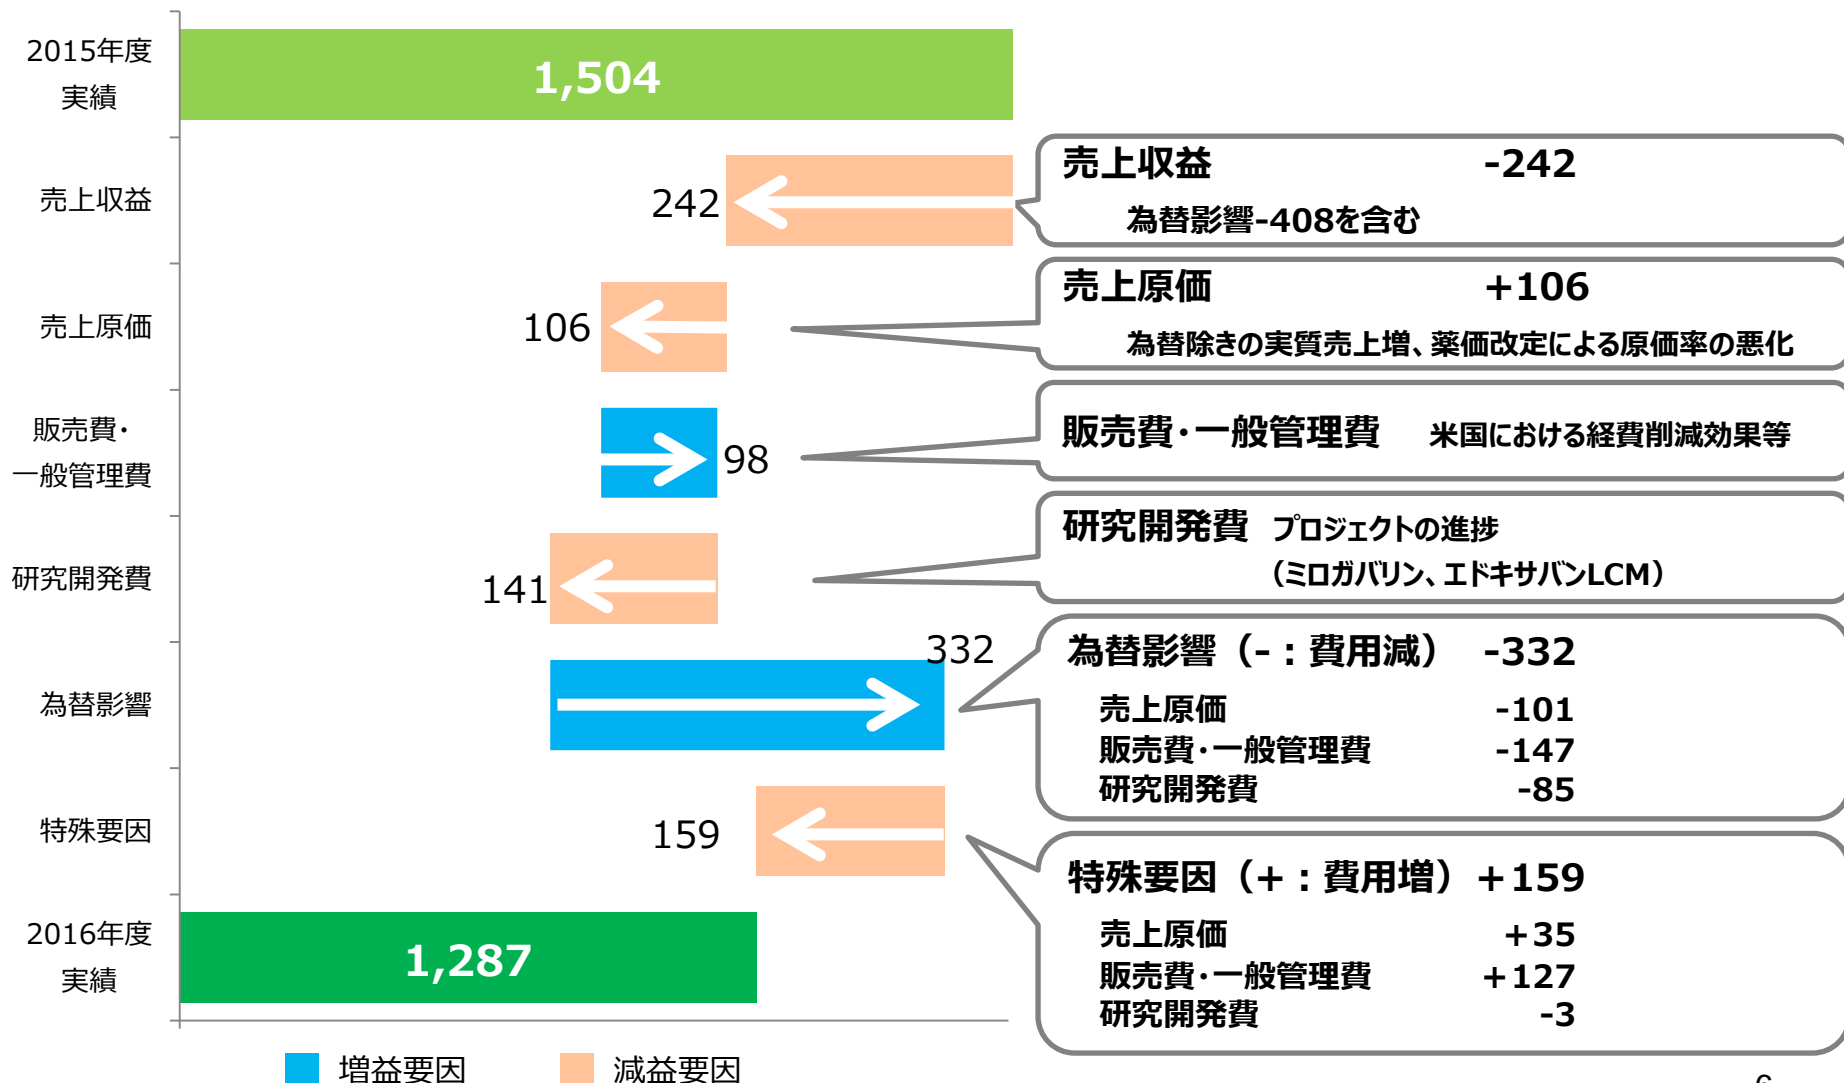 2015年度
実績
1,504
売上収益
242
売上収益 -242
為替影響-408を含む
売上原価
106
売上原価 +106
為替除きの実質売上増、薬価改定による原価率の悪化
販売費・
一般管理費
98
販売費・一般管理費 米国における経費削減効果等
研究開発費
141
研究開発費 プロジェクトの進捗
（ミロガバリン、エドキサバンLCM）
為替影響
332
為替影響（-：費用減） -332
売上原価 -101
販売費・一般管理費 -147
研究開発費 -85
特殊要因
159
特殊要因（+：費用増）+159
売上原価 +35
販売費・一般管理費 +127
研究開発費 -3
2016年度
実績
1,287
増益要因 減益要因